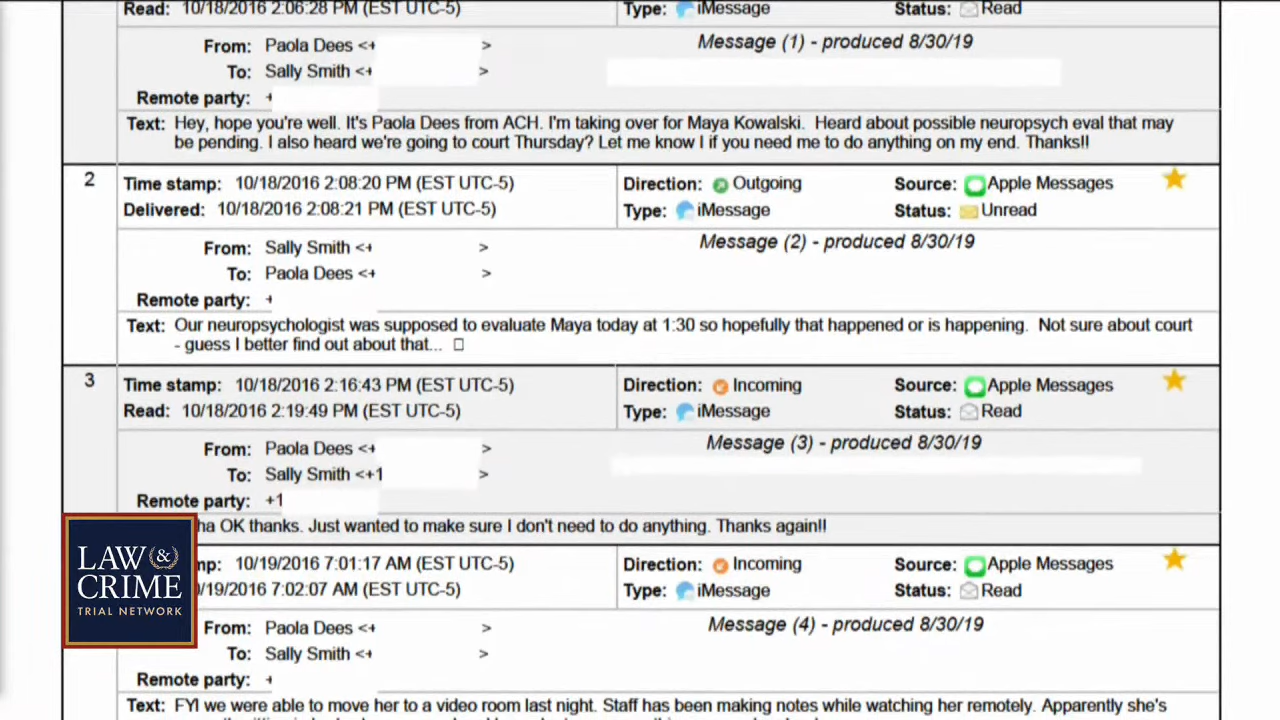 Read: 10/18/2016 2:06:28 PM (EST UTC-5) Type: iMessage Status: Read
From: Paola Dees <+ > Message (1) - produced 8/30/19
To: Sally Smith <+ >
Remote party: +
Text: Hey, hope you're well. It's Paola Dees from ACH. I'm taking over for Maya Kowalski. Heard about possible neuropsych eval that may
be pending. I also heard we're going to court Thursday? Let me know I if you need me to do anything on my end. Thanks!!
2 Time stamp: 10/18/2016 2:08:20 PM (EST UTC-5) Direction: Outgoing Source: Apple Messages
Delivered: 10/18/2016 2:08:21 PM (EST UTC-5) Type: iMessage Status: Unread
From: Sally Smith <+ > Message (2) - produced 8/30/19
To: Paola Dees <+ >
Remote party: +
Text: Our neuropsychologist was supposed to evaluate Maya today at 1:30 so hopefully that happened or is happening. Not sure about court
- guess I better find out about that... □
3 Time stamp: 10/18/2016 2:16:43 PM (EST UTC-5) Direction: Incoming Source: Apple Messages
Read: 10/18/2016 2:19:49 PM (EST UTC-5) Type: iMessage Status: Read
From: Paola Dees <+ > Message (3) - produced 8/30/19
To: Sally Smith <+1 >
Remote party: +1
ha OK thanks. Just wanted to make sure I don't need to do anything. Thanks again!!
mp: 10/19/2016 7:01:17 AM (EST UTC-5) Direction: Incoming Source: Apple Messages
0/19/2016 7:02:07 AM (EST UTC-5) Type: iMessage Status: Read
From: Paola Dees <+ > Message (4) - produced 8/30/19
To: Sally Smith <+ >
Remote party: +
Text: FYI we were able to move her to a video room last night. Staff has been making notes while watching her remotely. Apparently she's
LAW &
CRIME
TRIAL NETWORK